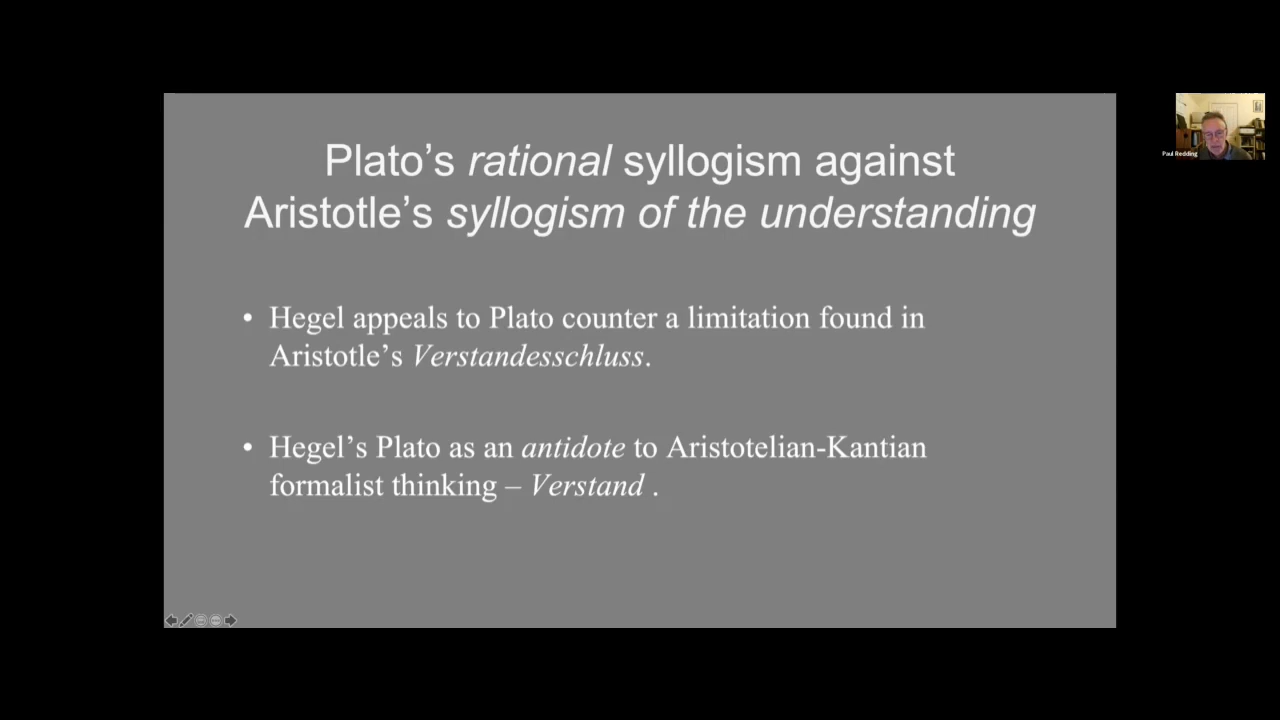 Plato’s rational syllogism against
Aristotle’s syllogism of the understanding
• Hegel appeals to Plato counter a limitation found in
Aristotle’s Verstandesschluss.
• Hegel’s Plato as an antidote to Aristotelian-Kantian
formalist thinking – Verstand .
Paul Redding